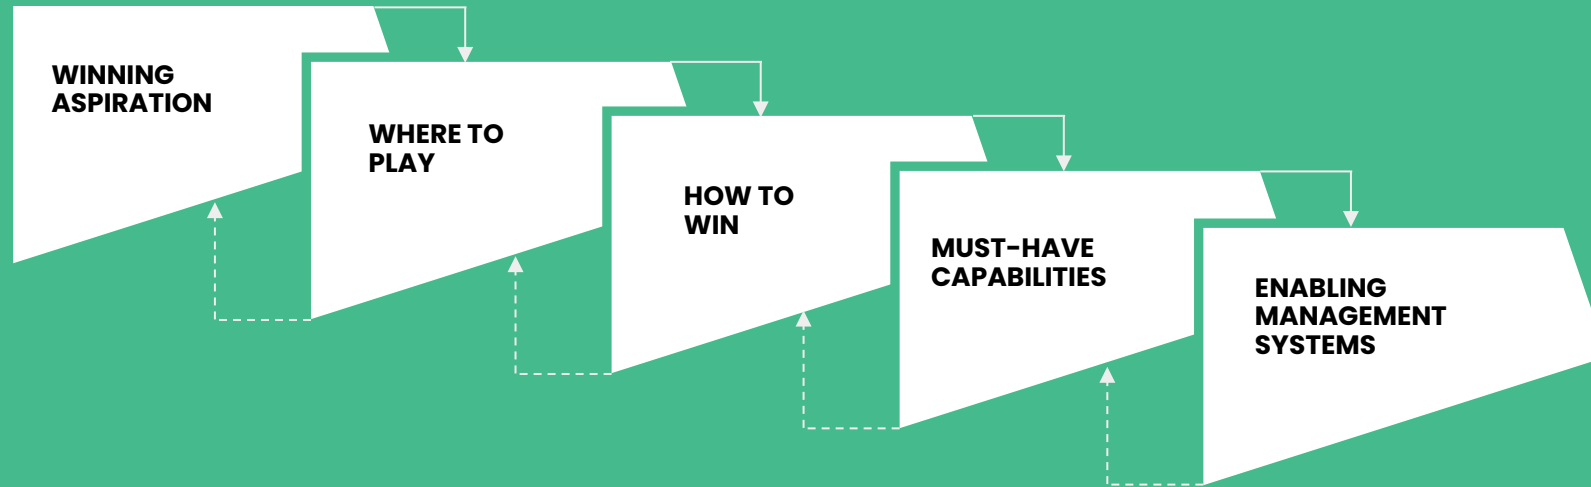 WINNING
ASPIRATION
WHERE TO
PLAY
HOW TO
WIN
MUST-HAVE
CAPABILITIES
ENABLING
MANAGEMENT
SYSTEMS